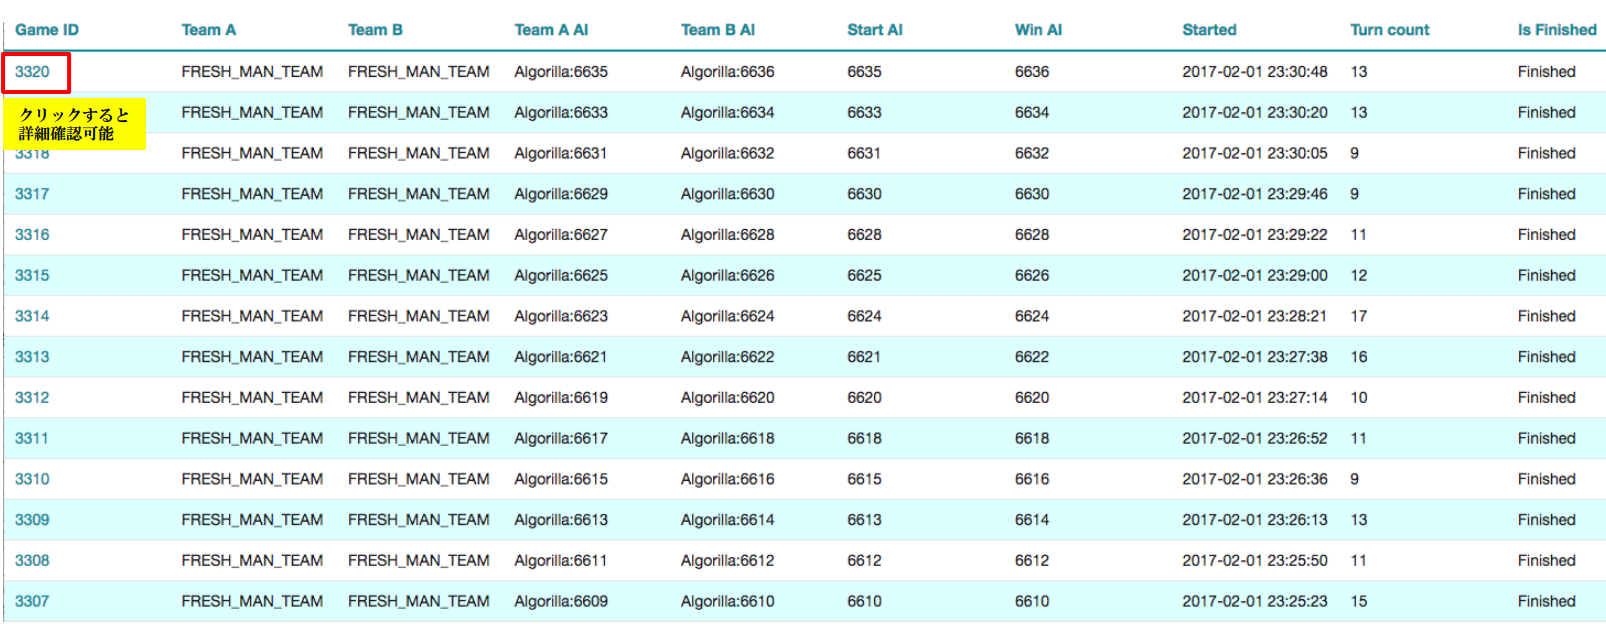 Game ID Team A Team B Team A AI Team B AI Start AI Win AI Started Turn count Is Finished
3320 FRESH_MAN_TEAM FRESH_MAN_TEAM Algorilla:6635 Algorilla:6636 6635 6636 2017-02-01 23:30:48 13 Finished
クリックすると
詳細確認可能
FRESH_MAN_TEAM FRESH_MAN_TEAM Algorilla:6633 Algorilla:6634 6633 6634 2017-02-01 23:30:20 13 Finished
3318 FRESH_MAN_TEAM FRESH_MAN_TEAM Algorilla:6631 Algorilla:6632 6631 6632 2017-02-01 23:30:05 9 Finished
3317 FRESH_MAN_TEAM FRESH_MAN_TEAM Algorilla:6629 Algorilla:6630 6630 6630 2017-02-01 23:29:46 9 Finished
3316 FRESH_MAN_TEAM FRESH_MAN_TEAM Algorilla:6627 Algorilla:6628 6628 6628 2017-02-01 23:29:22 11 Finished
3315 FRESH_MAN_TEAM FRESH_MAN_TEAM Algorilla:6625 Algorilla:6626 6625 6626 2017-02-01 23:29:00 12 Finished
3314 FRESH_MAN_TEAM FRESH_MAN_TEAM Algorilla:6623 Algorilla:6624 6624 6624 2017-02-01 23:28:21 17 Finished
3313 FRESH_MAN_TEAM FRESH_MAN_TEAM Algorilla:6621 Algorilla:6622 6621 6622 2017-02-01 23:27:38 16 Finished
3312 FRESH_MAN_TEAM FRESH_MAN_TEAM Algorilla:6619 Algorilla:6620 6620 6620 2017-02-01 23:27:14 10 Finished
3311 FRESH_MAN_TEAM FRESH_MAN_TEAM Algorilla:6617 Algorilla:6618 6618 6618 2017-02-01 23:26:52 11 Finished
3310 FRESH_MAN_TEAM FRESH_MAN_TEAM Algorilla:6615 Algorilla:6616 6615 6616 2017-02-01 23:26:36 9 Finished
3309 FRESH_MAN_TEAM FRESH_MAN_TEAM Algorilla:6613 Algorilla:6614 6613 6614 2017-02-01 23:26:13 13 Finished
3308 FRESH_MAN_TEAM FRESH_MAN_TEAM Algorilla:6611 Algorilla:6612 6612 6612 2017-02-01 23:25:50 11 Finished
3307 FRESH_MAN_TEAM FRESH_MAN_TEAM Algorilla:6609 Algorilla:6610 6610 6610 2017-02-01 23:25:23 15 Finished